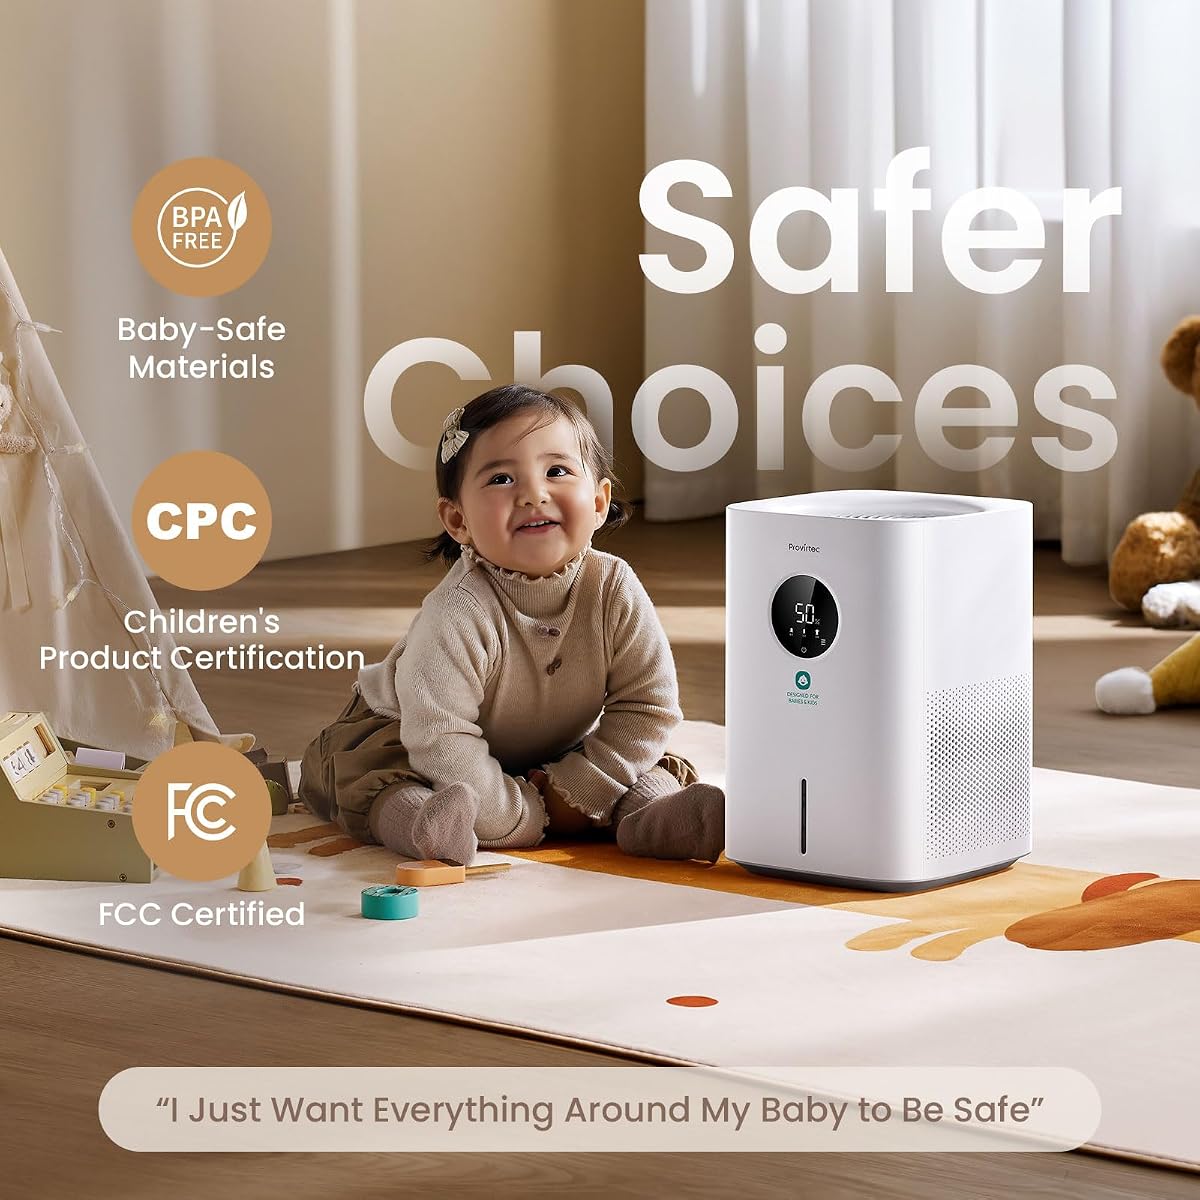 Safer
Choices
BPA
FREE
Baby-Safe
Materials
CPC
Children's
Product Certification
FC
FCC Certified
Provirtec
50
DESIGNED FOR
BABIES & KIDS
“I Just Want Everything Around My Baby to Be Safe”